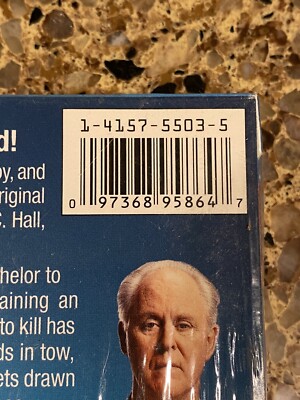 1-4157-5503-5
d!
0 97368 95864 7
oy, and
riginal
C. Hall,
helor to
aining an
to kill has
ds in tow,
ets drawn